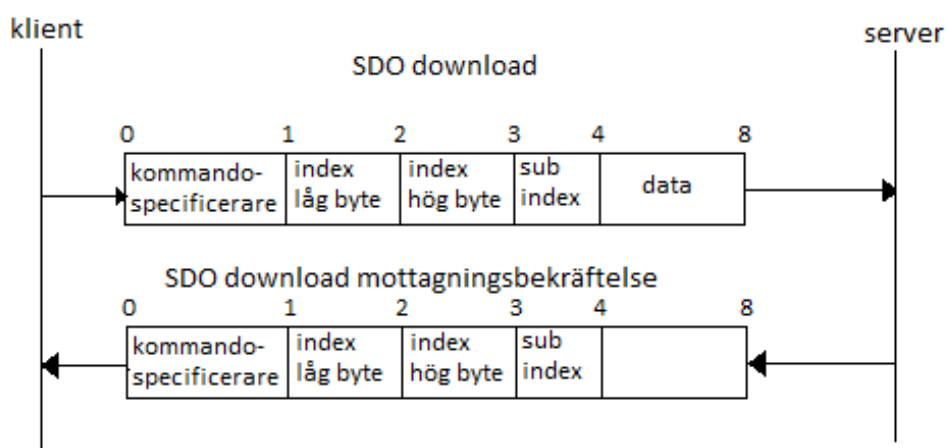 klient
server
SDO download
0 1 2 3 4 8
kommando-
specificerare
index
låg byte
index
hög byte
sub
index
data
SDO download mottagningsbekräftelse
0 1 2 3 4 8
kommando-
specificerare
index
låg byte
index
hög byte
sub
index